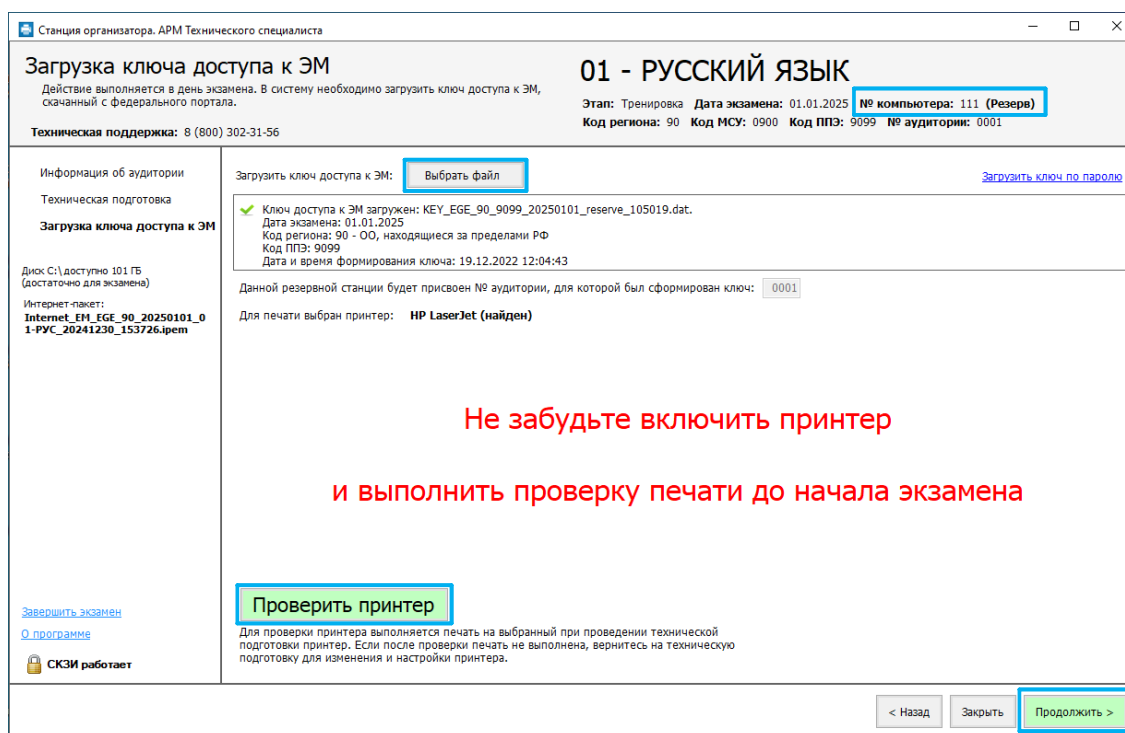 Станция организатора. АРМ Технического специалиста
Загрузка ключа доступа к ЭМ
Действие выполняется в день экзамена. В систему необходимо загрузить ключ доступа к ЭМ,
скачанный с федерального портала.
Техническая поддержка: 8 (800) 302-31-56
01 - РУССКИЙ ЯЗЫК
Этап: Тренировка Дата экзамена: 01.01.2025 № компьютера: 111 (Резерв)
Код региона: 90 Код МСУ: 0900 Код ППЭ: 9099 № аудитории: 0001
Информация об аудитории
Техническая подготовка
Загрузка ключа доступа к ЭМ
Диск C:\ доступно 101 ГБ
(достаточно для экзамена)
Интернет-пакет:
Internet_EM_EGE_90_20250101_0
1-РУС_20241230_153726.ipem
Завершить экзамен
О программе
СКЗИ работает
Загрузить ключ доступа к ЭМ: Выбрать файл Загрузить ключ по паролю
Ключ доступа к ЭМ загружен: KEY_EGE_90_9099_20250101_reserve_105019.dat.
Дата экзамена: 01.01.2025
Код региона: 90 - ОО, находящиеся за пределами РФ
Код ППЭ: 9099
Дата и время формирования ключа: 19.12.2022 12:04:43
Данной резервной станции будет присвоен № аудитории, для которой был сформирован ключ: 0001
Для печати выбран принтер: HP LaserJet (найден)
Не забудьте включить принтер
и выполнить проверку печати до начала экзамена
Проверить принтер
Для проверки принтера выполняется печать на выбранный при проведении технической
подготовки принтер. Если после проверки печать не выполнена, вернитесь на техническую
подготовку для изменения и настройки принтера.
< Назад Закрыть Продолжить >